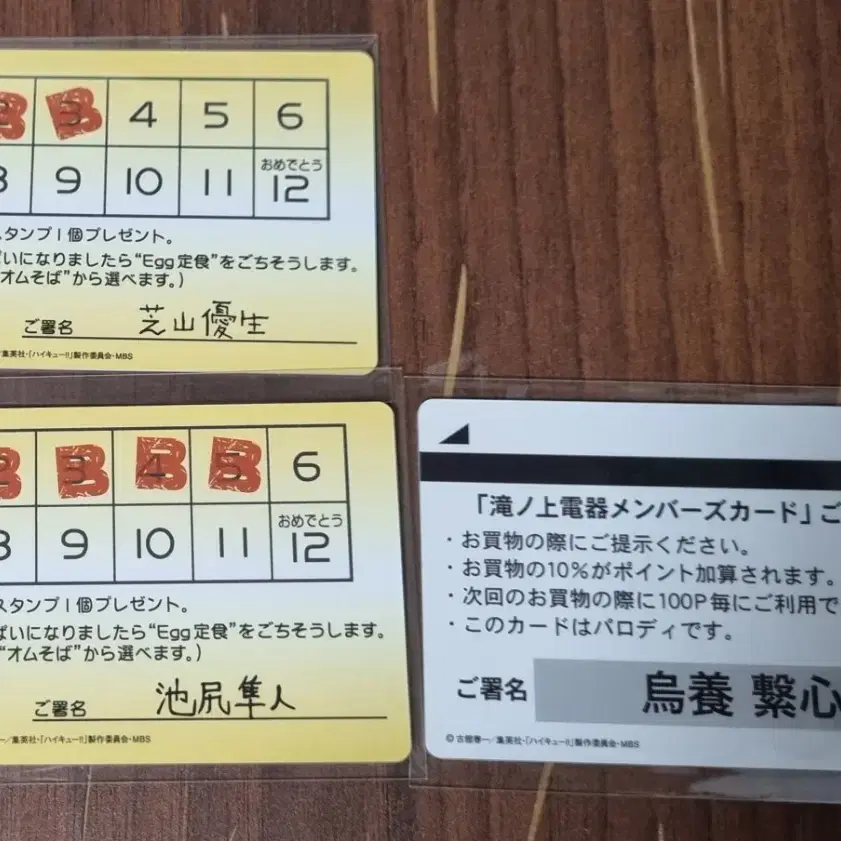 2 3 4 5 6
8 9 10 11 おめでとう 12
スタンプ1個プレゼント。
ぱいになりましたら“Egg定食”をごちそうします。
“オムそば”から選べます。)
ご署名 芝山優生
／集英社・「ハイキュー!!」製作委員会・MBS
2 3 4 5 6
8 9 10 11 おめでとう 12
スタンプ1個プレゼント。
ぱいになりましたら“Egg定食”をごちそうします。
“オムそば”から選べます。)
ご署名 池尻隼人
一／集英社・「ハイキュー!!」製作委員会・MBS
「滝ノ上電器メンバーズカード」ご
・お買物の際にご提示ください。
・お買物の10%がポイント加算されます。
・次回のお買物の際に100P毎にご利用で
・このカードはパロディです。
ご署名 烏養 繋心
©古舘春一／集英社・「ハイキュー!!」製作委員会・MBS